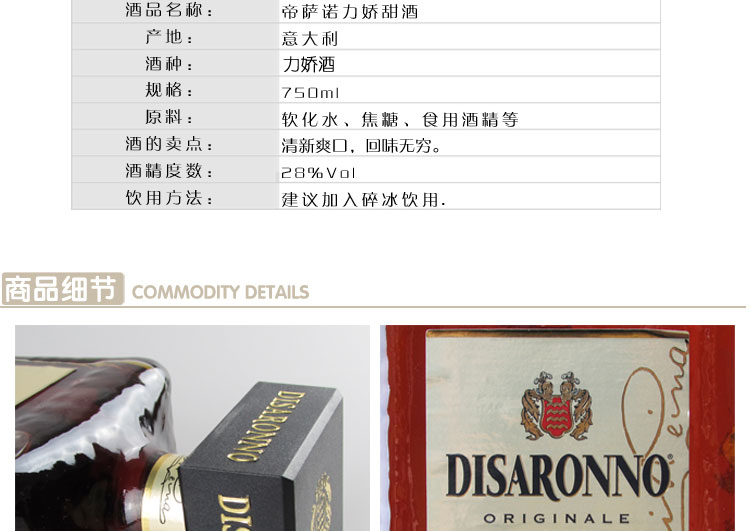 酒品名称: 帝萨诺力娇甜酒
产地: 意大利
酒种: 力娇酒
规格: 750ml
原料: 软化水、焦糖、食用酒精等
酒的卖点: 清新爽口，回味无穷。
酒精度数: 28%Vol
饮用方法: 建议加入碎冰饮用.
商品细节 COMMODITY DETAILS
DISARONNO
DISARONNO
ORIGINALE